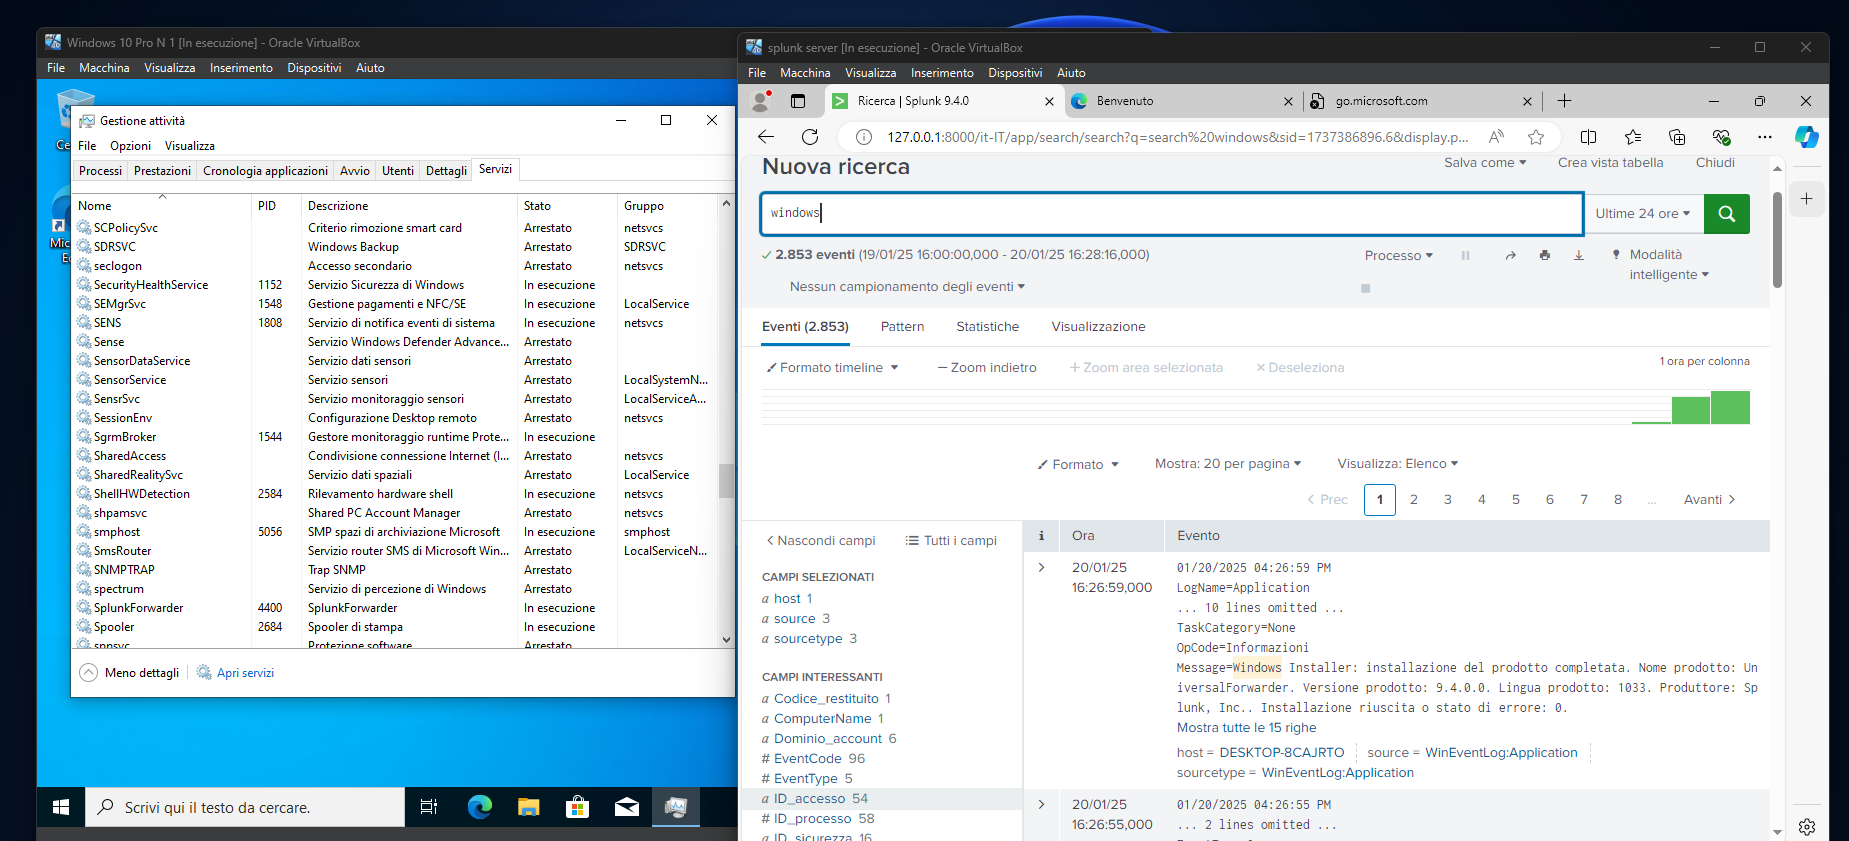 Windows 10 Pro N 1 [In esecuzione] - Oracle VirtualBox
File Macchina Visualizza Inserimento Dispositivi Aiuto
Gestione attività
File Opzioni Visualizza
Processi Prestazioni Cronologia applicazioni Avvio Utenti Dettagli Servizi
Nome PID Descrizione Stato Gruppo
SCPolicySvc Criterio rimozione smart card Arrestato netsvcs
SDRSVC Windows Backup Arrestato SDRSVC
seclogon Accesso secondario Arrestato netsvcs
SecurityHealthService 1152 Servizio Sicurezza di Windows In esecuzione
SEMgrSvc 1548 Gestione pagamenti e NFC/SE In esecuzione LocalService
SENS 1808 Servizio di notifica eventi di sistema In esecuzione netsvcs
Sense Servizio Windows Defender Advance... Arrestato
SensorDataService Servizio dati sensori Arrestato
SensorService Servizio sensori Arrestato LocalSystemN...
SensrSvc Servizio monitoraggio sensori Arrestato LocalServiceA...
SessionEnv Configurazione Desktop remoto Arrestato netsvcs
SgrmBroker 1544 Gestore monitoraggio runtime Prote... In esecuzione
SharedAccess Condivisione connessione Internet (I... Arrestato netsvcs
SharedRealitySvc Servizio dati spaziali Arrestato LocalService
ShellHWDetection 2584 Rilevamento hardware shell In esecuzione netsvcs
shpamsvc Shared PC Account Manager Arrestato netsvcs
smphost 5056 SMP spazi di archiviazione Microsoft In esecuzione smphost
SmsRouter Servizio router SMS di Microsoft Win... Arrestato LocalServiceN...
SNMPTRAP Trap SNMP Arrestato
spectrum Servizio di percezione di Windows Arrestato
SplunkForwarder 4400 SplunkForwarder In esecuzione
Spooler 2684 Spooler di stampa In esecuzione
sppsvc Protezione software Arrestato
Meno dettagli Apri servizi
Scrivi qui il testo da cercare.
splunk server [In esecuzione] - Oracle VirtualBox
File Macchina Visualizza Inserimento Dispositivi Aiuto
Ricerca | Splunk 9.4.0 Benvenuto go.microsoft.com
127.0.0.1:8000/it-IT/app/search/search?q=search%20windows&sid=1737386896.6&display.p...
Nuova ricerca Salva come Crea vista tabella Chiudi
windows Ultime 24 ore
2.853 eventi (19/01/25 16:00:00,000 - 20/01/25 16:28:16,000) Processo Modalità
intelligente
Nessun campionamento degli eventi
Eventi (2.853) Pattern Statistiche Visualizzazione
Formato timeline — Zoom indietro + Zoom area selezionata × Deseleziona 1 ora per colonna
Formato Mostra: 20 per pagina Visualizza: Elenco
< Prec 1 2 3 4 5 6 7 8 ... Avanti >
< Nascondi campi Tutti i campi
CAMPI SELEZIONATI
a host 1
a source 3
a sourcetype 3
CAMPI INTERESSANTI
a Codice_restituito 1
a ComputerName 1
a Dominio_account 6
# EventCode 96
# EventType 5
a ID_accesso 54
# ID_processo 58
a ID_sicurezza 16
i Ora Evento
20/01/25 01/20/2025 04:26:59 PM
16:26:59,000 LogName=Application
... 10 lines omitted ...
TaskCategory=None
OpCode=Informazioni
Message=Windows Installer: installazione del prodotto completata. Nome prodotto: Un
iversalForwarder. Versione prodotto: 9.4.0.0. Lingua prodotto: 1033. Produttore: Sp
lunk, Inc.. Installazione riuscita o stato di errore: 0.
Mostra tutte le 15 righe
host = DESKTOP-8CAJRTO source = WinEventLog:Application
sourcetype = WinEventLog:Application
20/01/25 01/20/2025 04:26:55 PM
16:26:55,000 ... 2 lines omitted ...